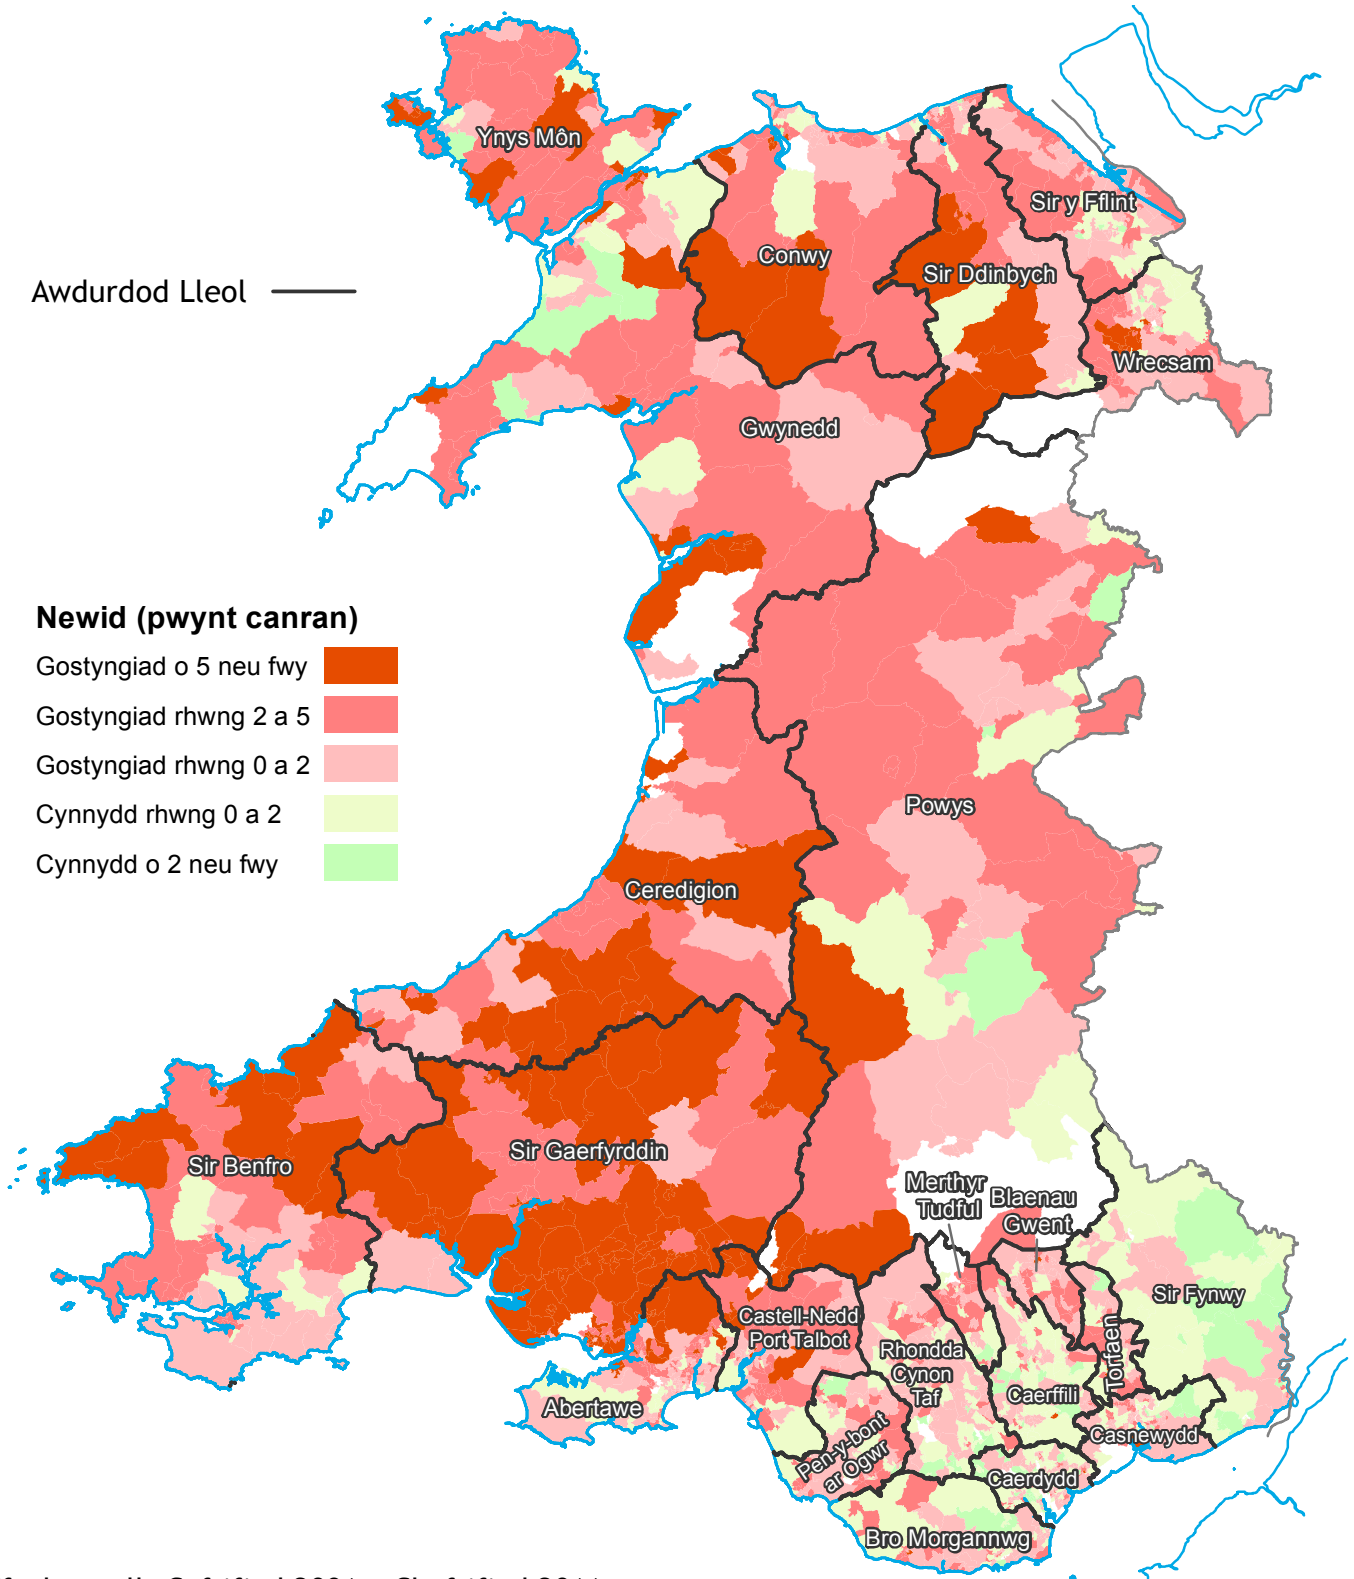 Ynys Môn
Sir y Fflint
Conwy
Sir Ddinbych
Awdurdod Lleol
Wrecsam
Gwynedd
Newid (pwynt canran)
Gostyngiad o 5 neu fwy
Gostyngiad rhwng 2 a 5
Gostyngiad rhwng 0 a 2
Cynnydd rhwng 0 a 2
Cynnydd o 2 neu fwy
Powys
Ceredigion
Sir Gaerfyrddin
Sir Benfro
Merthyr
Tudful
Blaenau
Gwent
Sir Fynwy
Castell-Nedd
Port Talbot
Rhondda
Cynon
Taf
Torfaen
Caerffili
Abertawe
Pen-y-bont
ar Ogwr
Casnewydd
Caerdydd
Bro Morgannwg